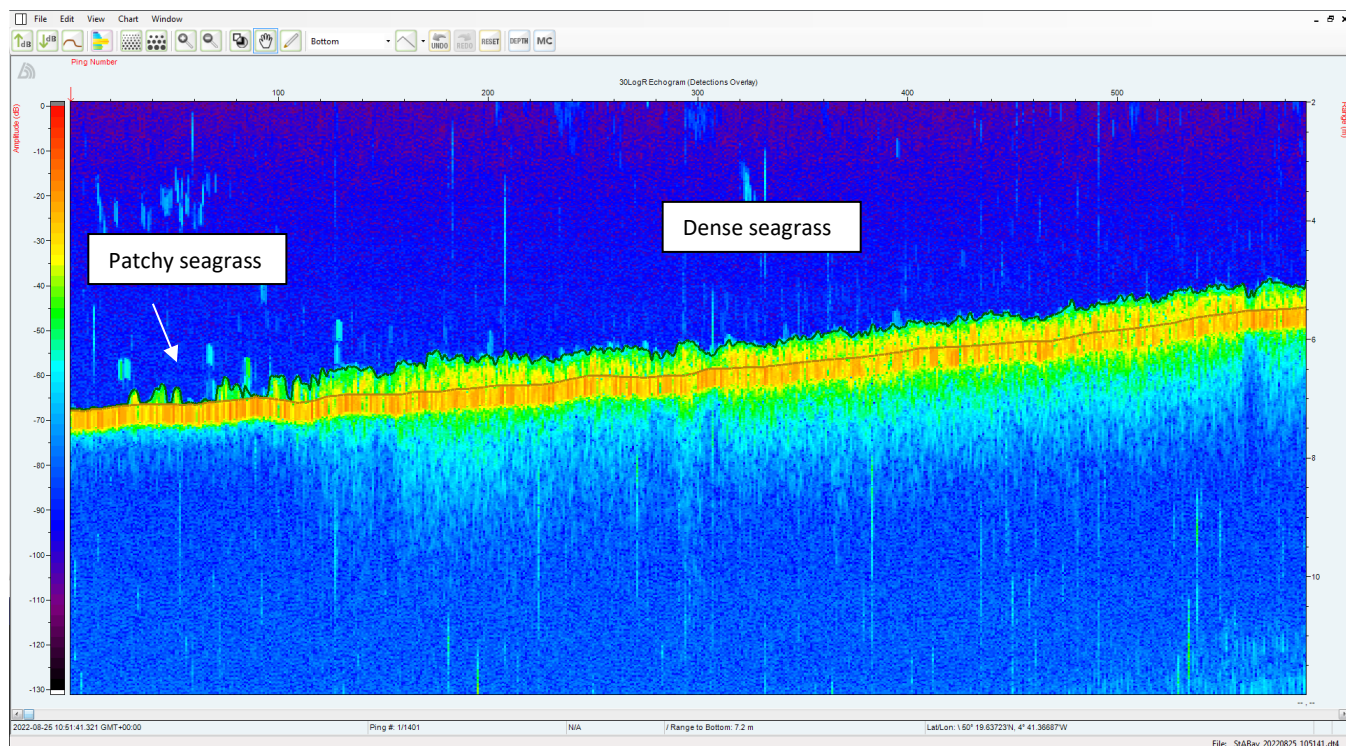 File Edit View Chart Window
dB dB Bottom UNDO REDO RESET DEPTH MC
Ping Number
30LogR Echogram (Detections Overlay)
100 200 300 400 500
Amplitude (dB)
0
-10
-20
-30
-40
-50
-60
-70
-80
-90
-100
-110
-120
-130
Range (m)
2
4
6
8
10
Patchy seagrass
Dense seagrass
-- , --
2022-08-25 10:51:41.321 GMT+00:00 Ping #: 1/1401 N/A / Range to Bottom: 7.2 m Lat/Lon: \ 50° 19.63723'N, 4° 41.36687'W
File: StABay_20220825_105141.dt4